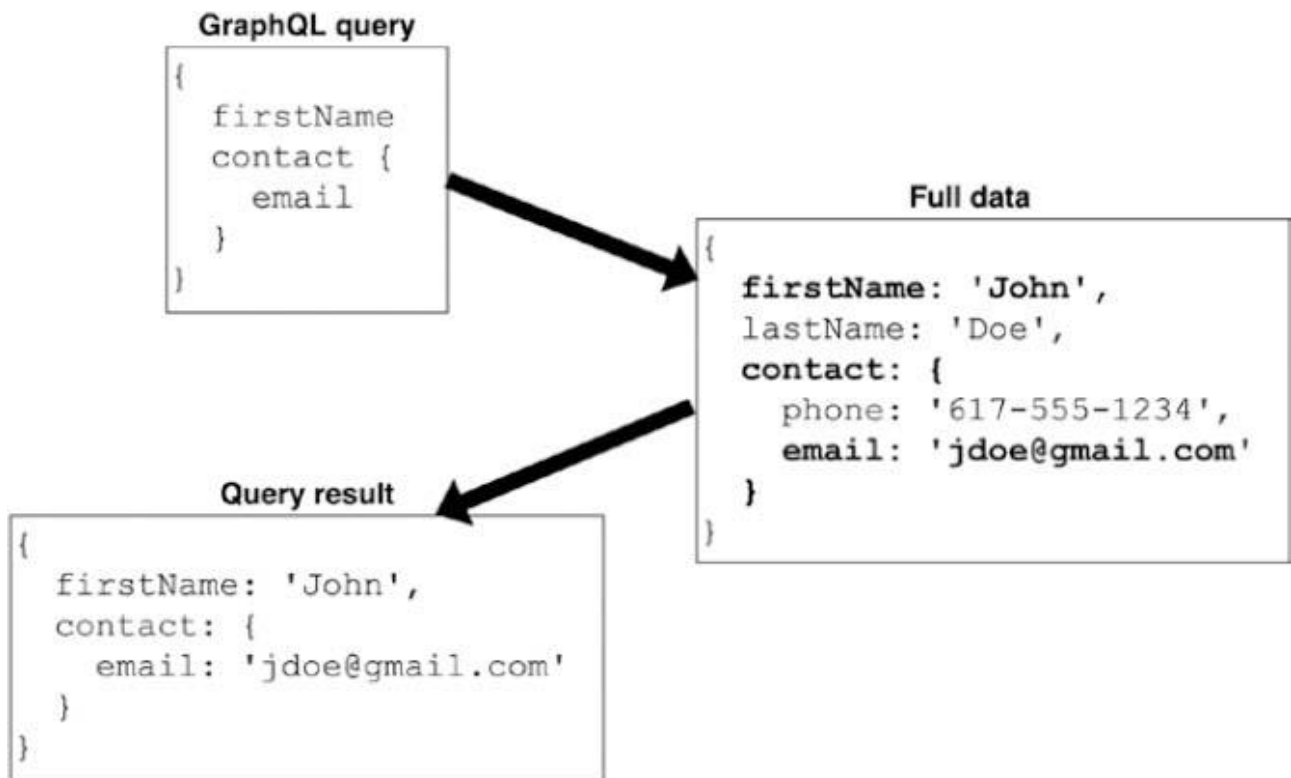 GraphQL query
{
  firstName
  contact {
    email
  }
}
Full data
{
  firstName: 'John',
  lastName: 'Doe',
  contact: {
    phone: '617-555-1234',
    email: 'jdoe@gmail.com'
  }
}
Query result
{
  firstName: 'John',
  contact: {
    email: 'jdoe@gmail.com'
  }
}